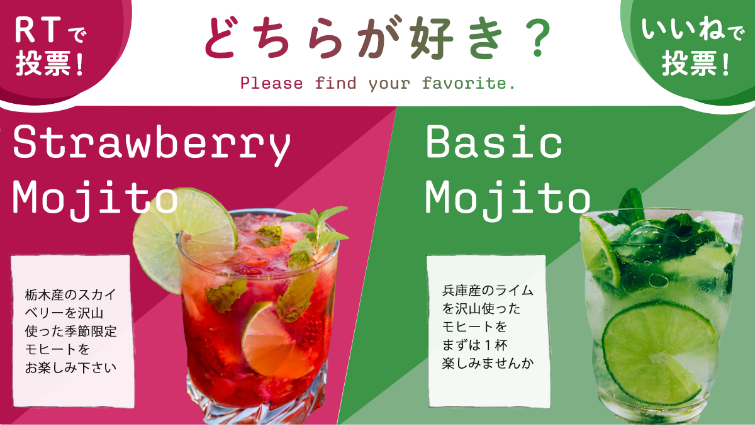 RTで
投票！
どちらが好き？
いいねで
投票！
Please find your favorite.
Strawberry
Mojito
栃木産のスカイ
ベリーを沢山
使った季節限定
モヒートを
お楽しみ下さい
Basic
Mojito
兵庫産のライム
を沢山使った
モヒートを
まずは１杯
楽しみませんか